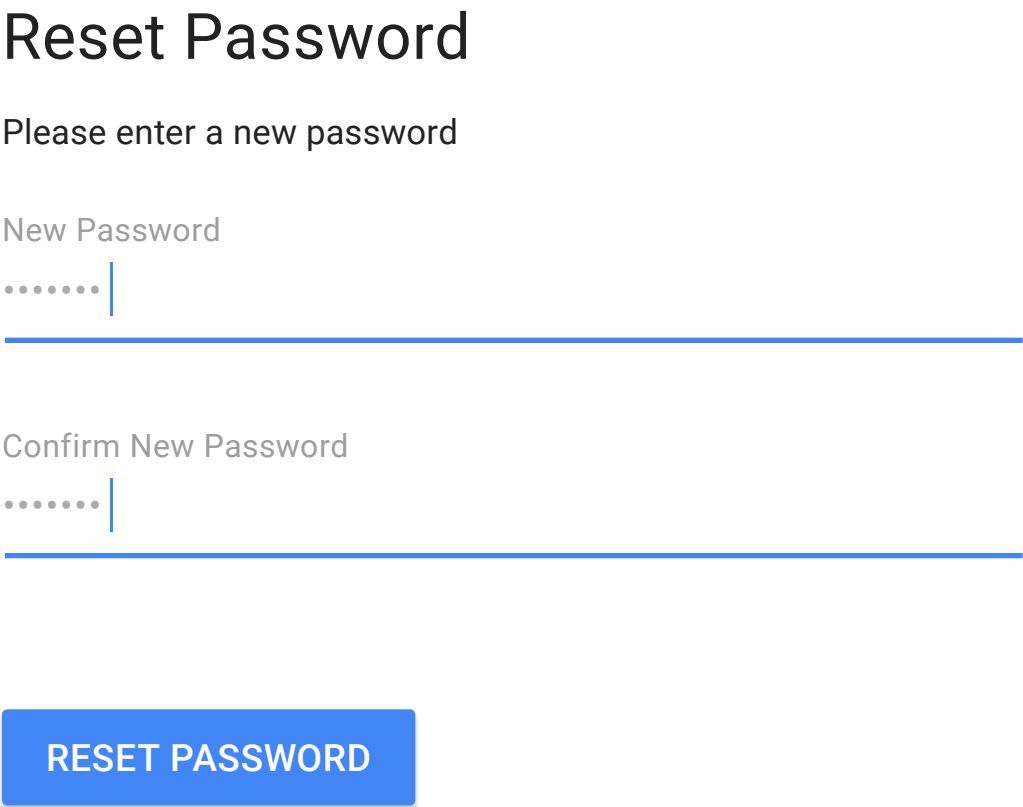 Reset Password
Please enter a new password
New Password
•••••••
Confirm New Password
•••••••
RESET PASSWORD